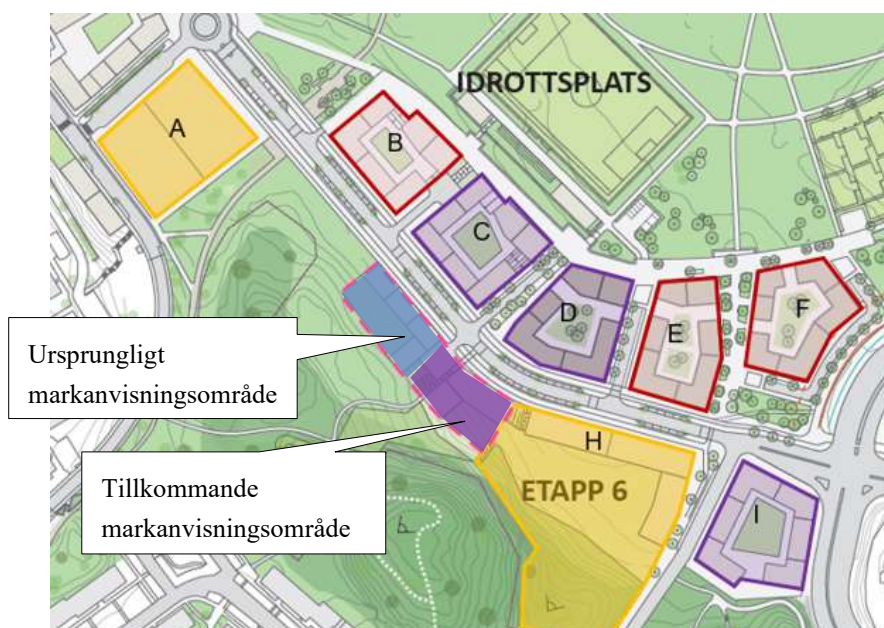 IDROTTSPLATS
A
B
C
D
E
F
Ursprungligt
markanvisningsområde
H
Tillkommande
markanvisningsområde
ETAPP 6
I